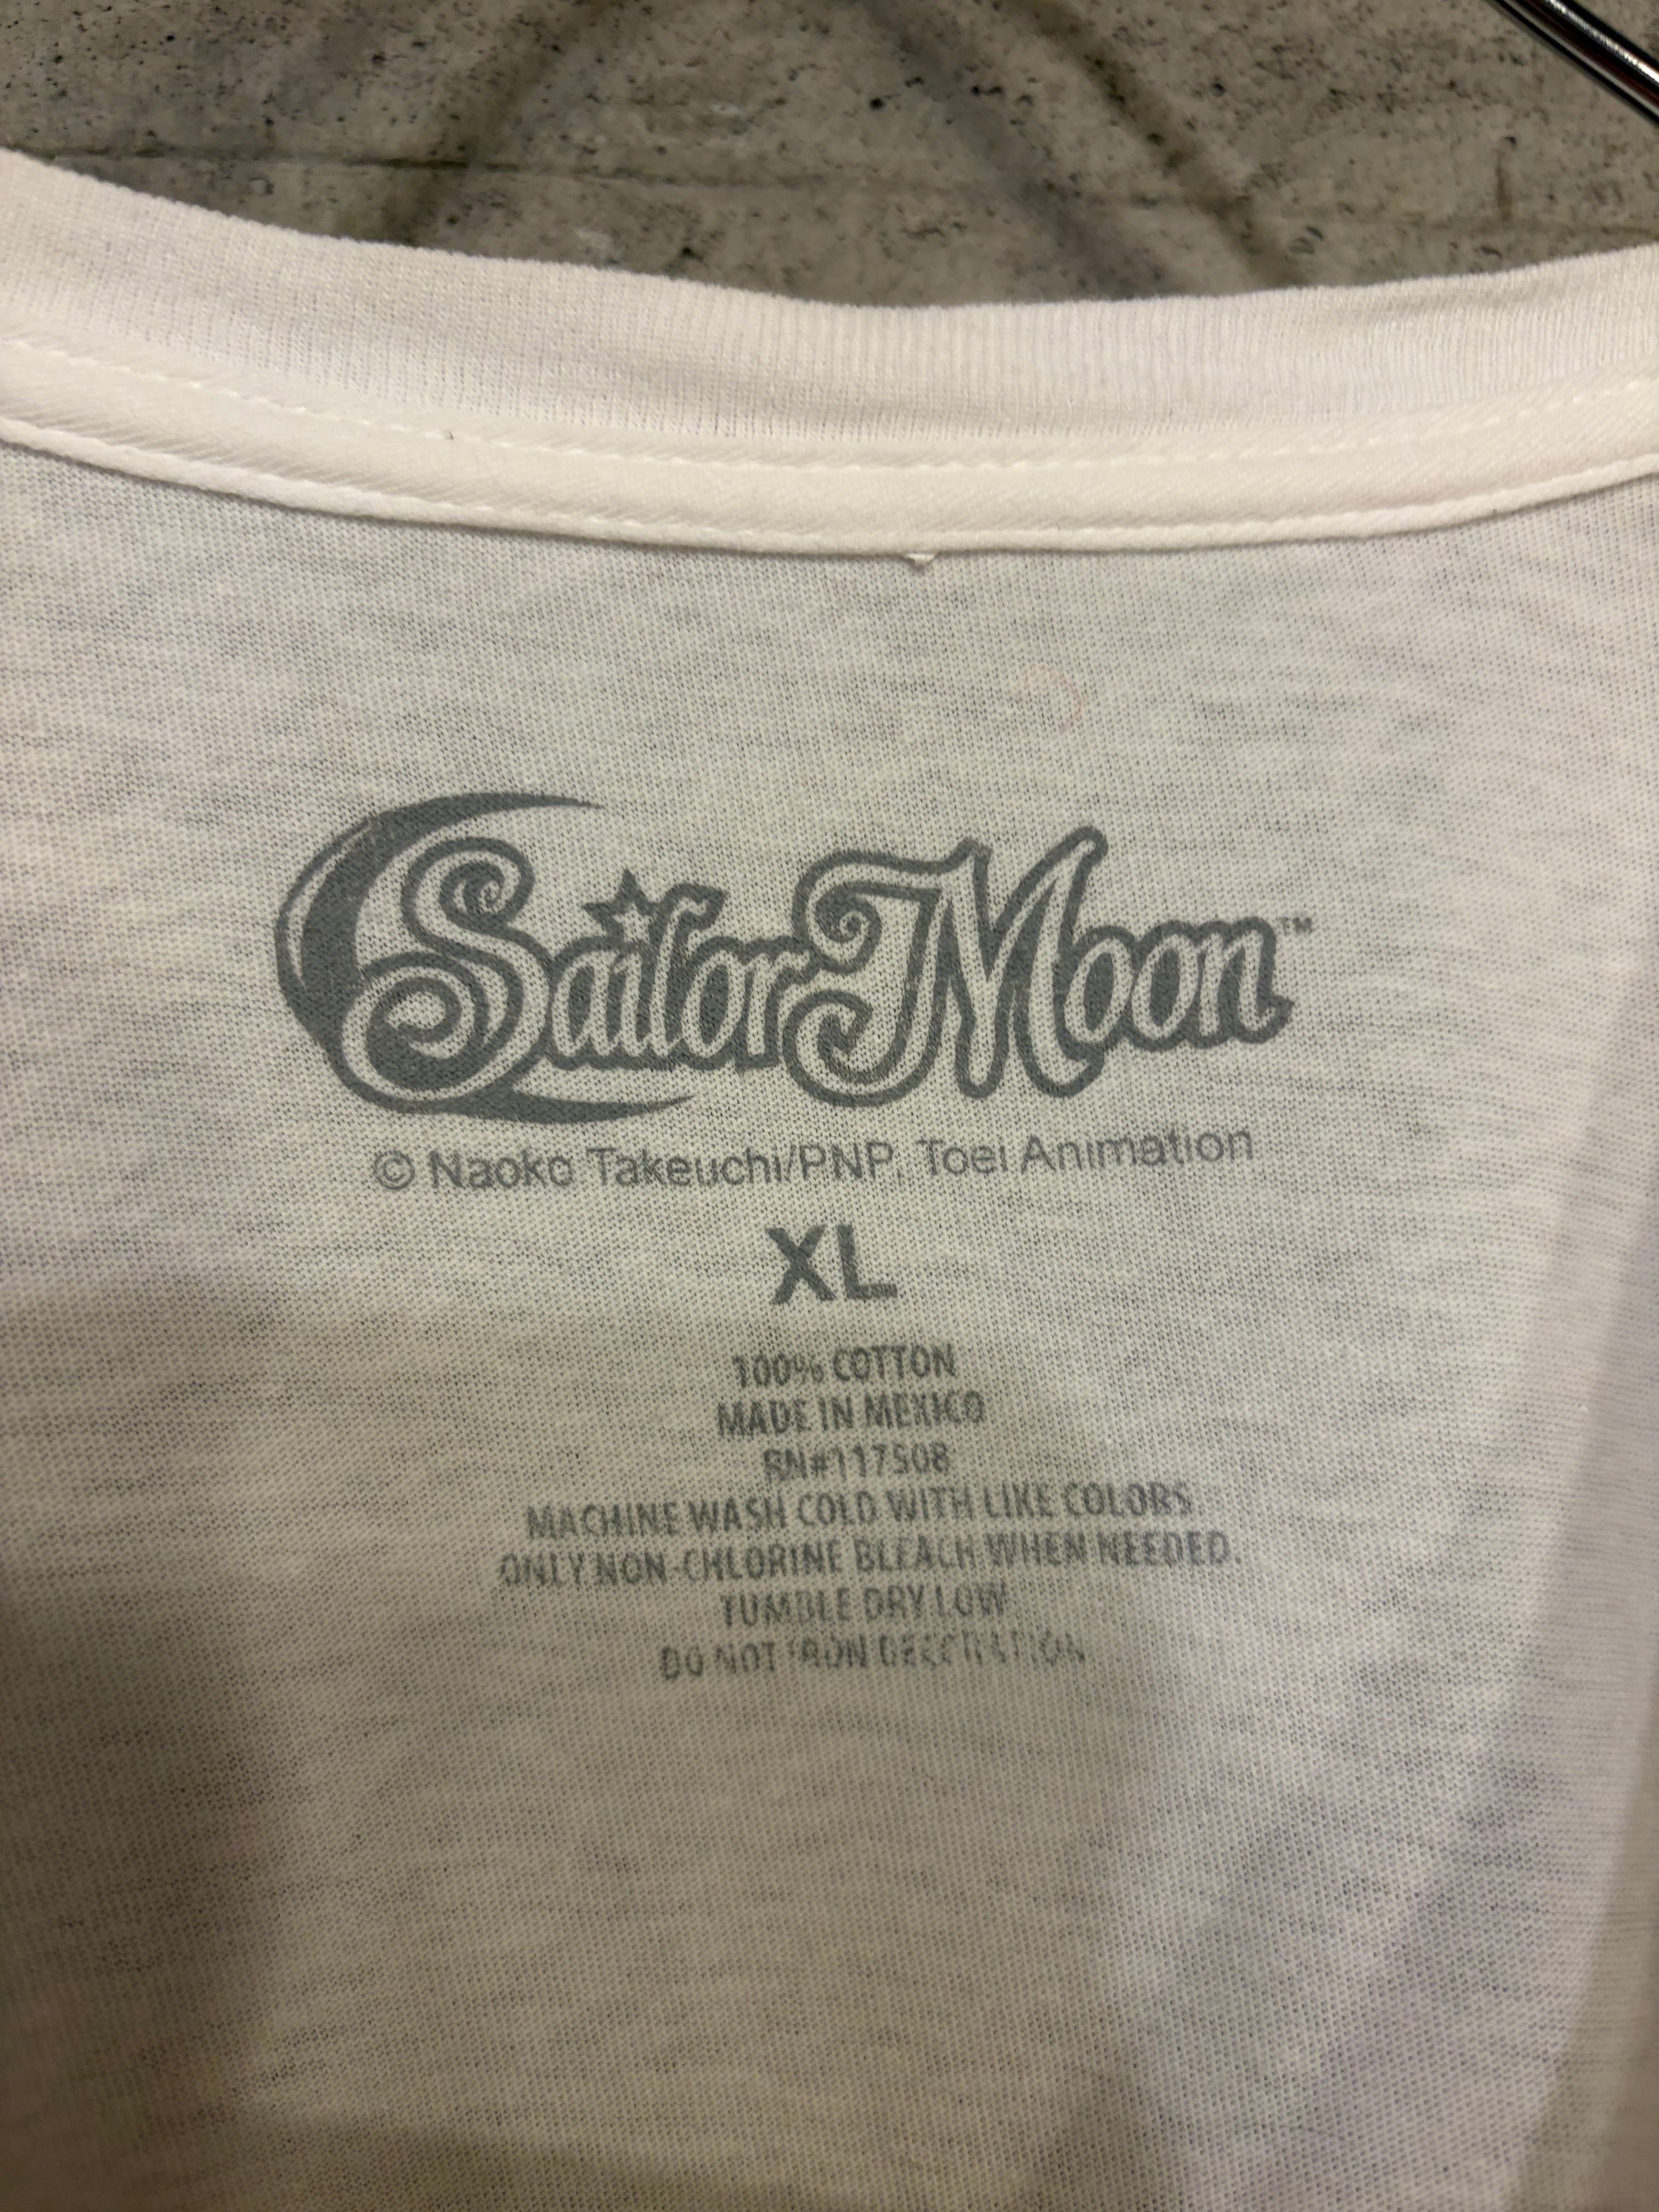 Sailor Moon™
© Naoko Takeuchi/PNP, Toei Animation
XL
100% COTTON
MADE IN MEXICO
RN#117508
MACHINE WASH COLD WITH LIKE COLORS
ONLY NON-CHLORINE BLEACH WHEN NEEDED.
TUMBLE DRY LOW
DO NOT IRON DECORATION